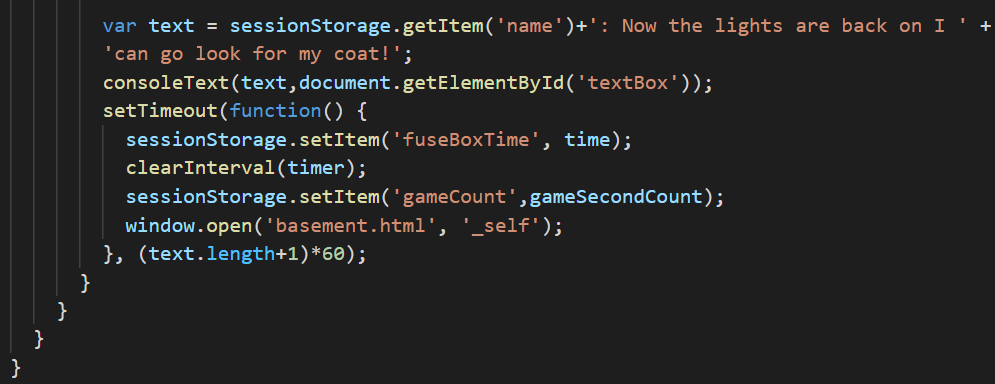 var text = sessionStorage.getItem('name')+': Now the lights are back on I ' +
'can go look for my coat!';
consoleText(text,document.getElementById('textBox'));
setTimeout(function() {
sessionStorage.setItem('fuseBoxTime', time);
clearInterval(timer);
sessionStorage.setItem('gameCount',gameSecondCount);
window.open('basement.html', '_self');
}, (text.length+1)*60);
}
}
}
}